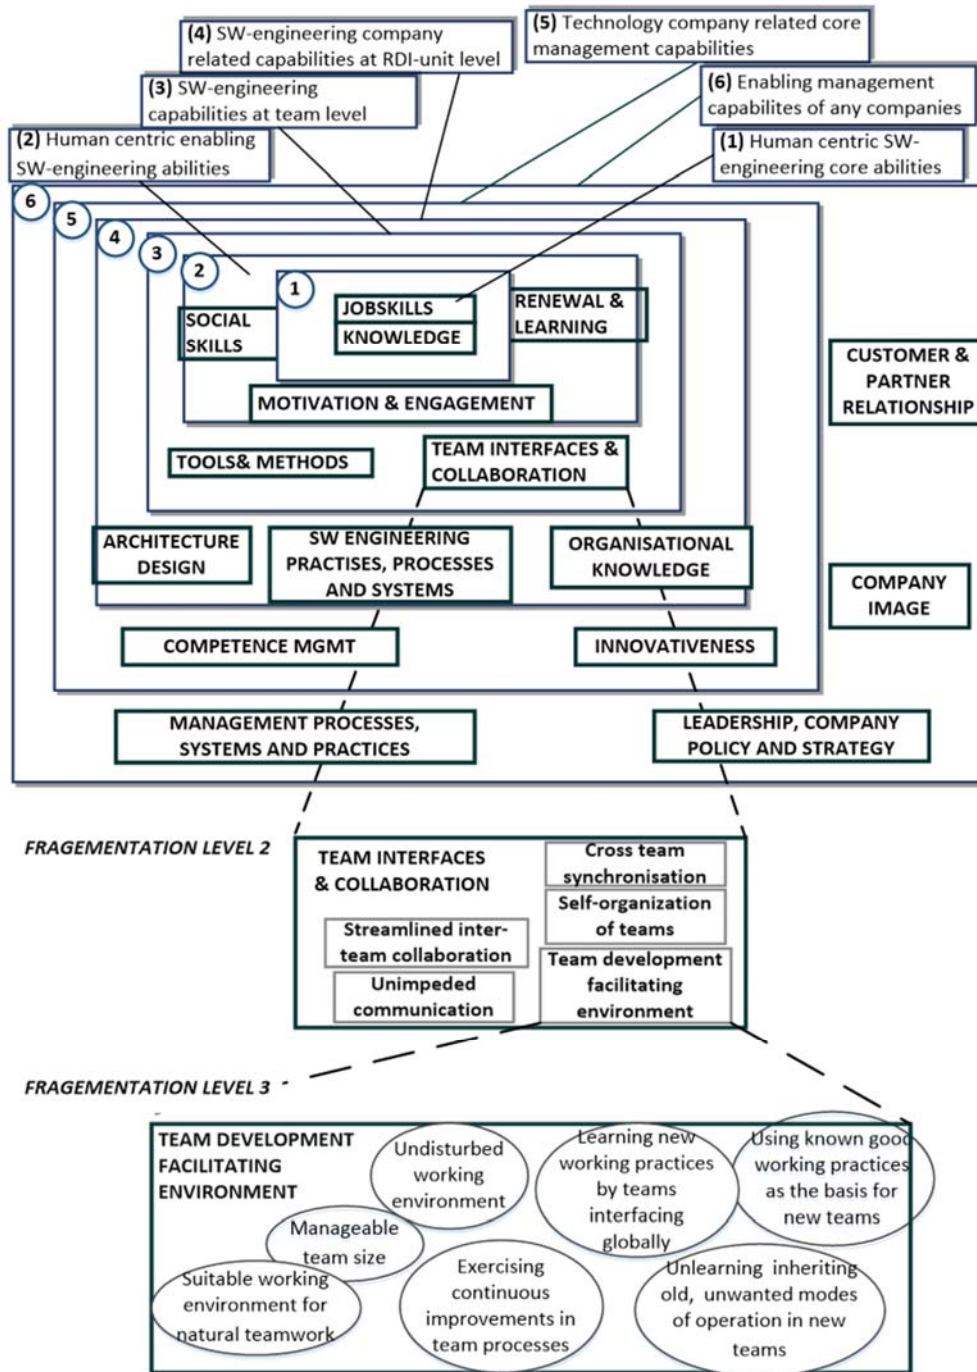 (4) SW-engineering company
related capabilities at RDI-unit level
(5) Technology company related core
management capabilities
(3) SW-engineering
capabilities at team level
(6) Enabling management
capabilites of any companies
(2) Human centric enabling
SW-engineering abilities
(1) Human centric SW-
engineering core abilities
6
5
4
3
2
1
SOCIAL
SKILLS
JOBSKILLS
KNOWLEDGE
RENEWAL &
LEARNING
CUSTOMER &
PARTNER
RELATIONSHIP
MOTIVATION & ENGAGEMENT
TOOLS& METHODS
TEAM INTERFACES &
COLLABORATION
ARCHITECTURE
DESIGN
SW ENGINEERING
PRACTISES, PROCESSES
AND SYSTEMS
ORGANISATIONAL
KNOWLEDGE
COMPANY
IMAGE
COMPETENCE MGMT
INNOVATIVENESS
MANAGEMENT PROCESSES,
SYSTEMS AND PRACTICES
LEADERSHIP, COMPANY
POLICY AND STRATEGY
FRAGEMENTATION LEVEL 2
TEAM INTERFACES
& COLLABORATION
Cross team
synchronisation
Self-organization
of teams
Streamlined inter-
team collaboration
Team development
facilitating
environment
Unimpeded
communication
FRAGEMENTATION LEVEL 3
TEAM DEVELOPMENT
FACILITATING
ENVIRONMENT
Undisturbed
working
environment
Learning new
working practices
by teams
interfacing
globally
Using known good
working practices
as the basis for
new teams
Manageable
team size
Suitable working
environment for
natural teamwork
Exercising
continuous
improvements in
team processes
Unlearning inheriting
old, unwanted modes
of operation in new
teams